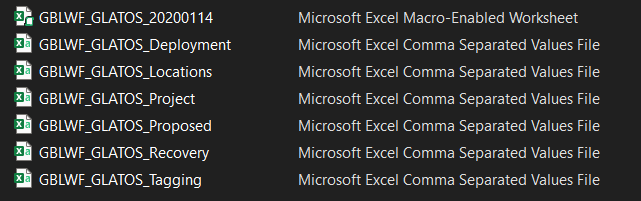 GBLWF_GLATOS_20200114 Microsoft Excel Macro-Enabled Worksheet
GBLWF_GLATOS_Deployment Microsoft Excel Comma Separated Values File
GBLWF_GLATOS_Locations Microsoft Excel Comma Separated Values File
GBLWF_GLATOS_Project Microsoft Excel Comma Separated Values File
GBLWF_GLATOS_Proposed Microsoft Excel Comma Separated Values File
GBLWF_GLATOS_Recovery Microsoft Excel Comma Separated Values File
GBLWF_GLATOS_Tagging Microsoft Excel Comma Separated Values File